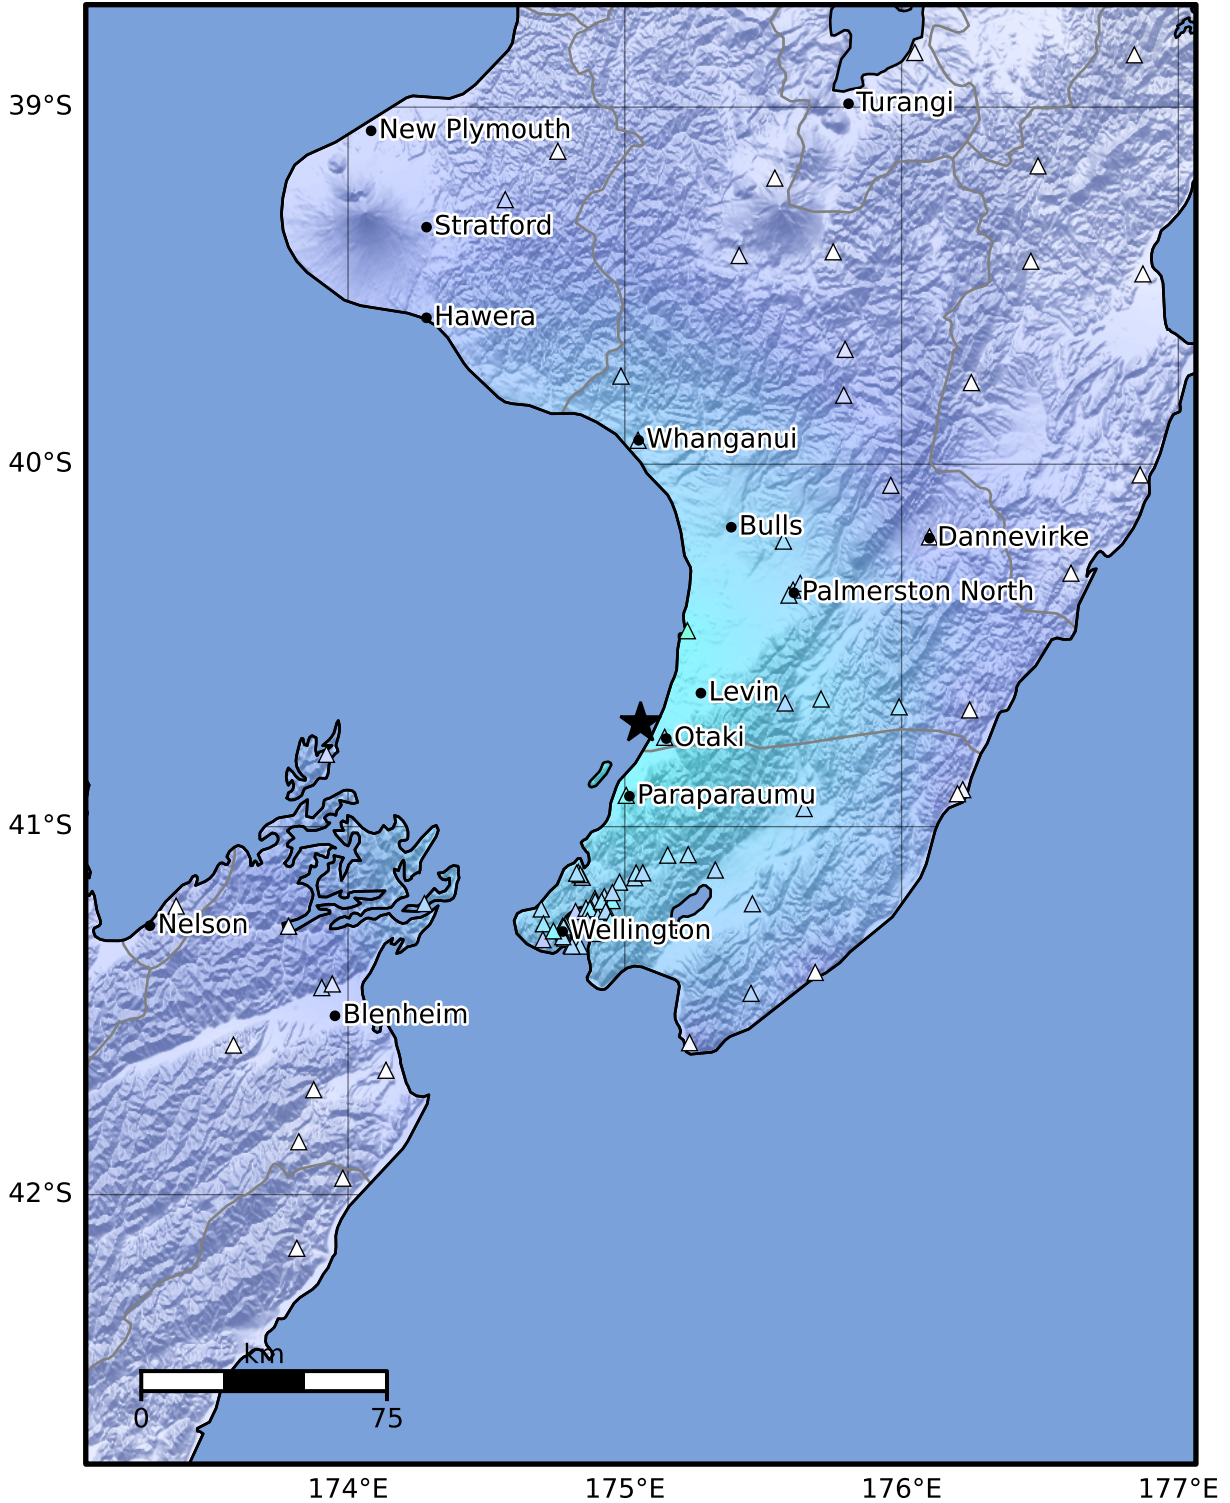 Turangi
39°S
New Plymouth
Stratford
Hawera
Whanganui
40°S
Bulls
Dannevirke
Palmerston North
Levin
Otaki
Paraparaumu
41°S
Nelson
Wellington
Blenheim
42°S
km
0 75
174°E 175°E 176°E 177°E